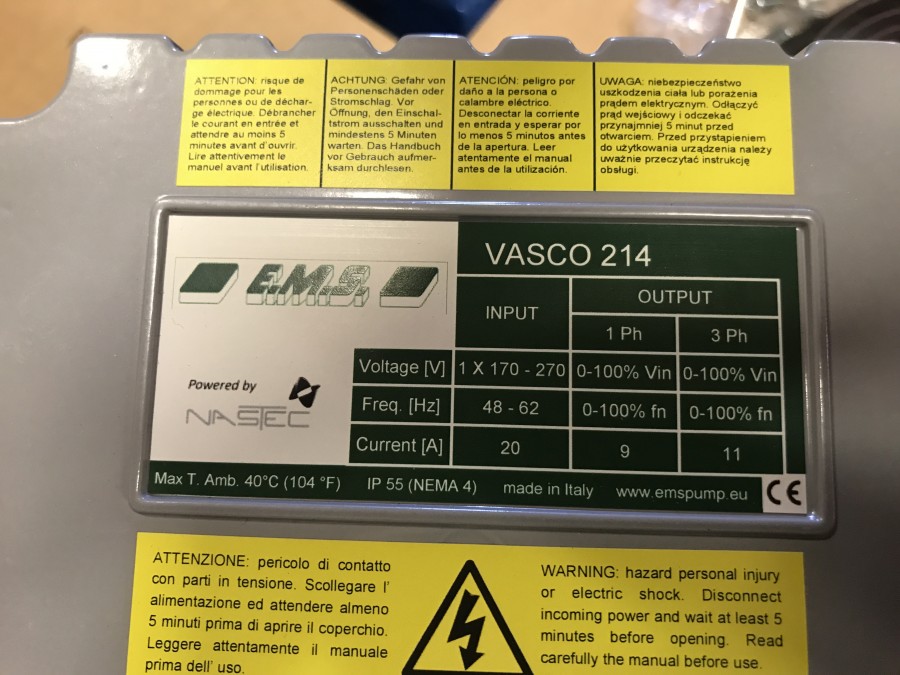 ATTENTION: risque de
dommage pour les
personnes ou de déchar-
ge électrique. Débrancher
le courant en entrée et
attendre au moins 5
minutes avant d'ouvrir.
Lire attentivement le
manuel avant l'utilisation.
ACHTUNG: Gefahr von
Personenschäden oder
Stromschlag. Vor
Öffnung, den Einschal-
tstrom ausschalten und
mindestens 5 Minuten
warten. Das Handbuch
vor Gebrauch aufmer-
ksam durchlesen.
ATENCIÓN: peligro por
daño a la persona o
calambre eléctrico.
Desconectar la corriente
en entrada y esperar por
lo menos 5 minutos antes
de la apertura. Leer
atentamente el manual
antes de la utilización.
UWAGA: niebezpieczeństwo
uszkodzenia ciała lub porażenia
prądem elektrycznym. Odłączyć
prąd wejściowy i odczekać
przynajmniej 5 minut przed
otwarciem. Przed przystąpieniem
do użytkowania urządzenia należy
uważnie przeczytać instrukcję
obsługi.
E.M.S.
VASCO 214
INPUT
OUTPUT
1 Ph
3 Ph
Voltage [V] 1 X 170 - 270 0-100% Vin 0-100% Vin
Freq. [Hz] 48 - 62 0-100% fn 0-100% fn
Current [A] 20 9 11
Powered by
NASTEC
Max T. Amb. 40°C (104 °F) IP 55 (NEMA 4) made in Italy www.emspump.eu CE
ATTENZIONE: pericolo di contatto
con parti in tensione. Scollegare l'
alimentazione ed attendere almeno
5 minuti prima di aprire il coperchio.
Leggere attentamente il manuale
prima dell' uso.
WARNING: hazard personal injury
or electric shock. Disconnect
incoming power and wait at least 5
minutes before opening. Read
carefully the manual before use.